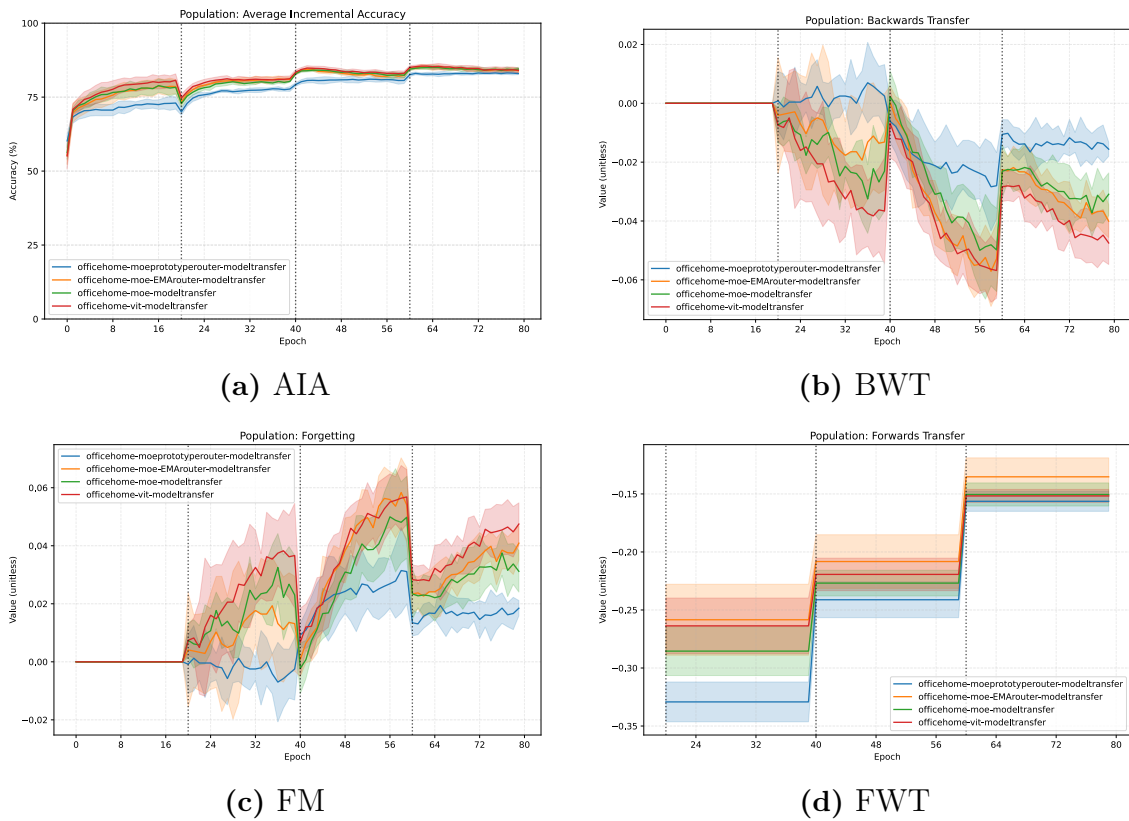 Population: Average Incremental Accuracy
100
75
50
25
0
Accuracy (%)
0 8 16 24 32 40 48 56 64 72 80
Epoch
officehome-moeprototyperouter-modeltransfer
officehome-moe-EMArouter-modeltransfer
officehome-moe-modeltransfer
officehome-vit-modeltransfer
(a) AIA
Population: Backwards Transfer
0.02
0.00
−0.02
−0.04
−0.06
Value (unitless)
0 8 16 24 32 40 48 56 64 72 80
Epoch
officehome-moeprototyperouter-modeltransfer
officehome-moe-EMArouter-modeltransfer
officehome-moe-modeltransfer
officehome-vit-modeltransfer
(b) BWT
Population: Forgetting
0,06
0,04
0,02
0,00
−0,02
Value (unitless)
0 8 16 24 32 40 48 56 64 72 80
Epoch
officehome-moeprototyperouter-modeltransfer
officehome-moe-EMArouter-modeltransfer
officehome-moe-modeltransfer
officehome-vit-modeltransfer
(c) FM
Population: Forwards Transfer
−0.15
−0.20
−0.25
−0.30
−0.35
Value (unitless)
24 32 40 48 56 64 72 80
Epoch
officehome-moeprototyperouter-modeltransfer
officehome-moe-EMArouter-modeltransfer
officehome-moe-modeltransfer
officehome-vit-modeltransfer
(d) FWT